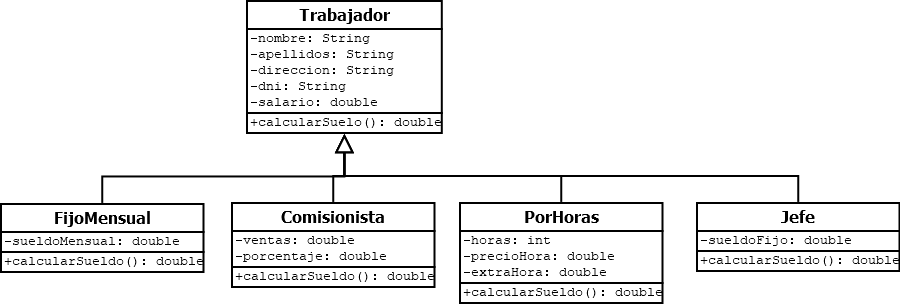 Trabajador
-nombre: String
-apellidos: String
-direccion: String
-dni: String
-salario: double
+calcularSuelo(): double
FijoMensual
-sueldoMensual: double
+calcularSueldo(): double
Comisionista
-ventas: double
-porcentaje: double
+calcularSueldo(): double
PorHoras
-horas: int
-precioHora: double
-extraHora: double
+calcularSueldo(): double
Jefe
-sueldoFijo: double
+calcularSueldo(): double